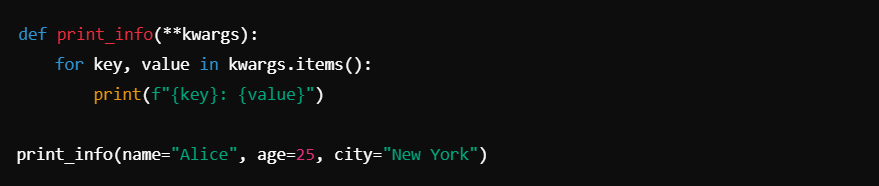 def print_info(**kwargs):
    for key, value in kwargs.items():
        print(f"{key}: {value}")

print_info(name="Alice", age=25, city="New York")